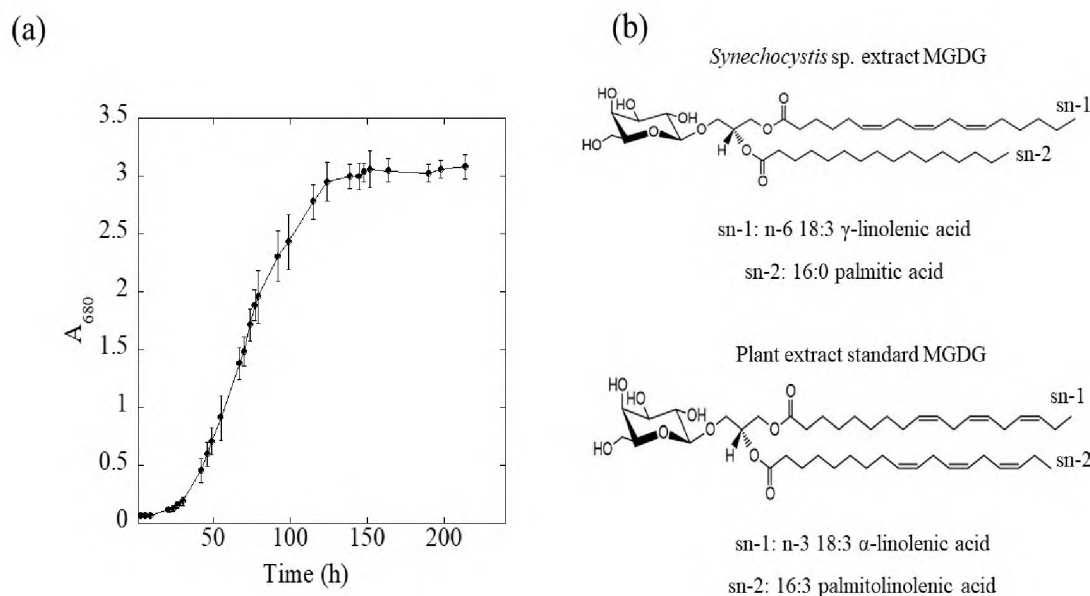 (a)
3.5
3
2.5
2
1.5
1
0.5
0
50
100
150
200
A680
Time (h)
(b)
Synechocystis sp. extract MGDG
HO
HO
OH
O
O
sn-1
HO
O
O
H
O
sn-2
O
sn-1: n-6 18:3 γ-linolenic acid
sn-2: 16:0 palmitic acid
Plant extract standard MGDG
HO
HO
OH
O
O
sn-1
HO
O
O
H
O
sn-2
O
sn-1: n-3 18:3 α-linolenic acid
sn-2: 16:3 palmitolinolenic acid